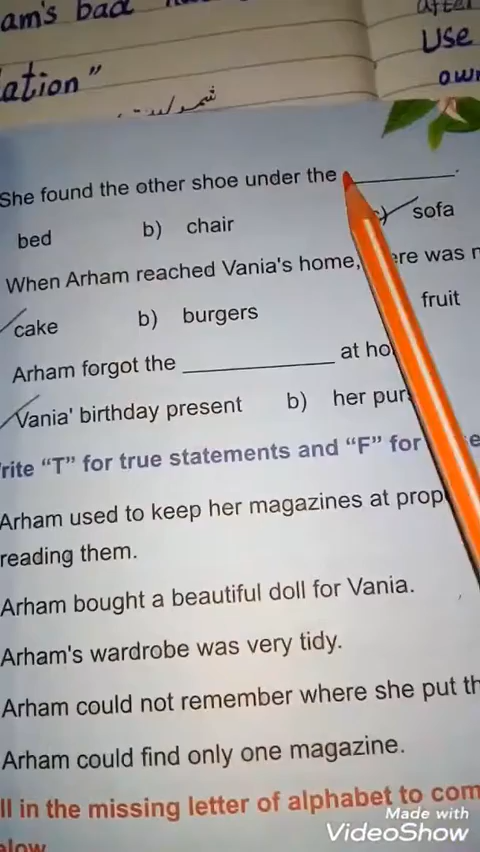 am's bad
ation"
after
Use
own
She found the other shoe under the ________.
bed b) chair sofa
When Arham reached Vania's home, ere was n
cake b) burgers fruit
Arham forgot the ____________ at ho
Vania' birthday present b) her pur
rite "T" for true statements and "F" for
Arham used to keep her magazines at prop
reading them.
Arham bought a beautiful doll for Vania.
Arham's wardrobe was very tidy.
Arham could not remember where she put th
Arham could find only one magazine.
ll in the missing letter of alphabet to com
elow
Made with
VideoShow